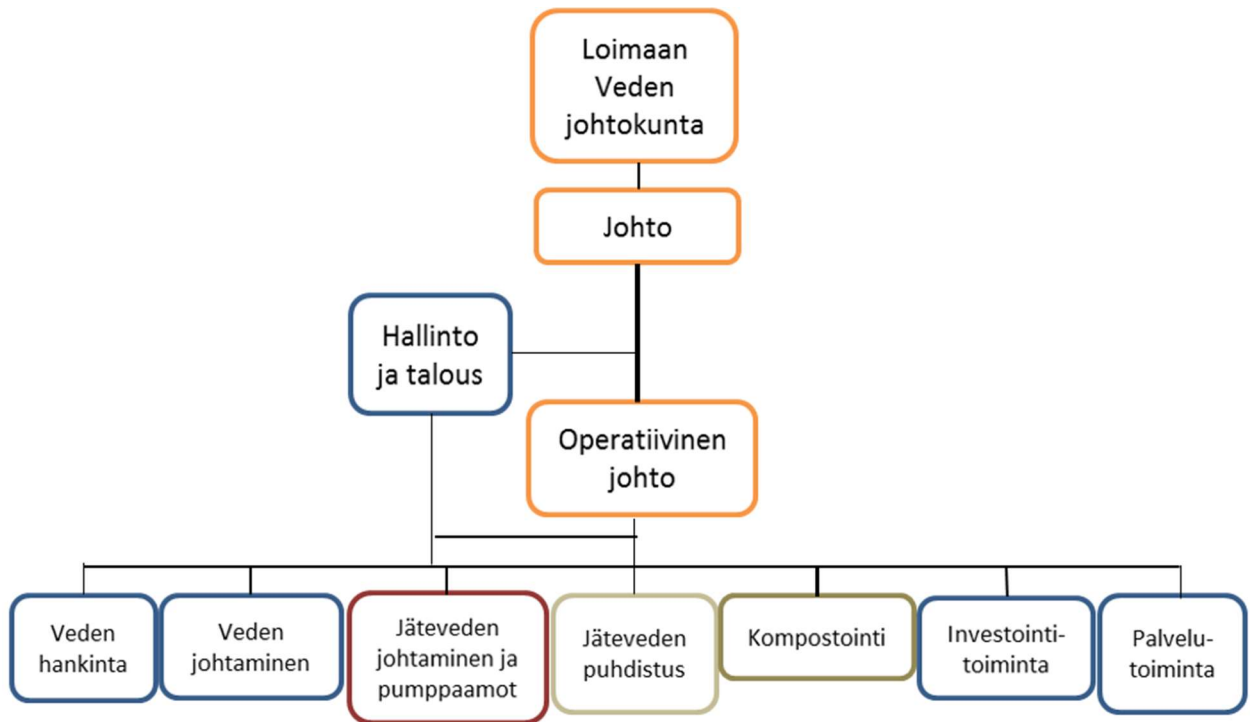 Loimaan
Veden
johtokunta
Johto
Hallinto
ja talous
Operatiivinen
johto
Veden
hankinta
Veden
johtaminen
Jäteveden
johtaminen ja
pumppaamot
Jäteveden
puhdistus
Kompostointi
Investointi-
toiminta
Palvelu-
toiminta